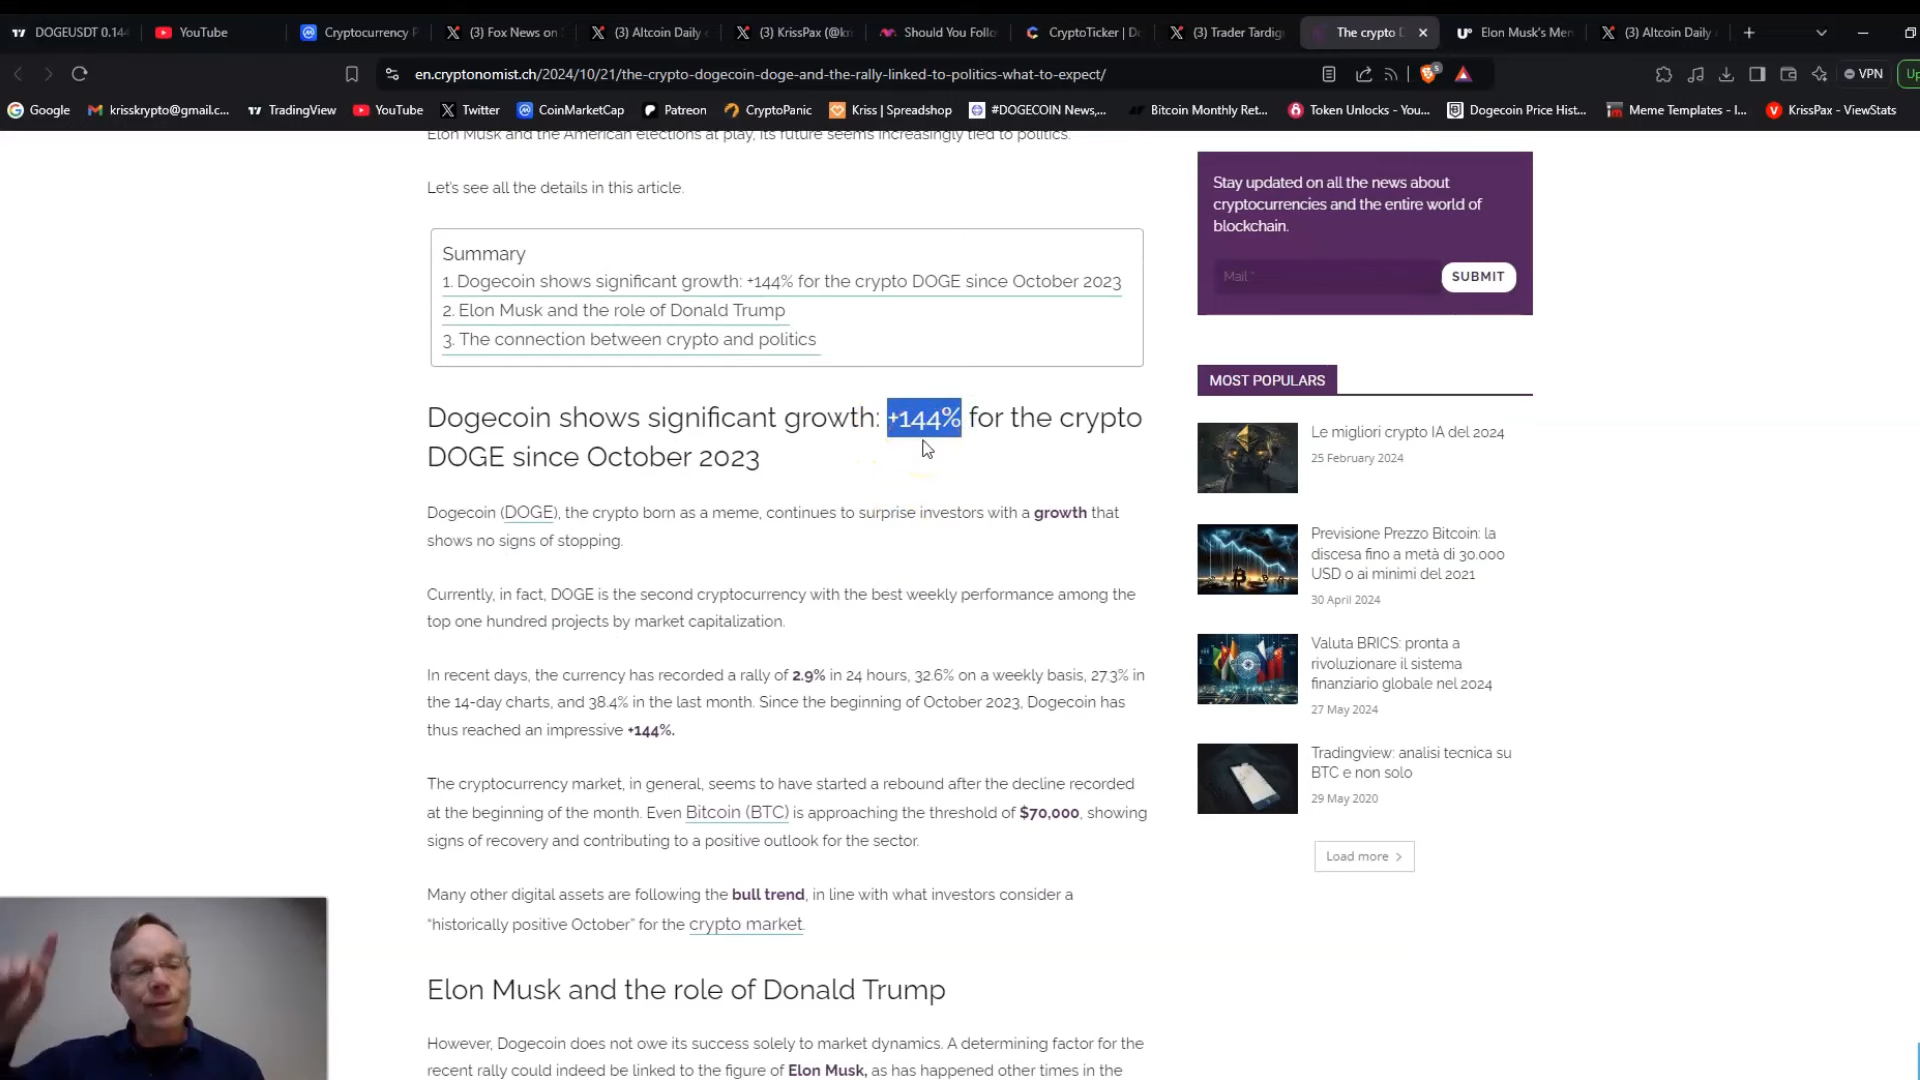 DOGEUSDT 0.144
YouTube
Cryptocurrency P
(3) Fox News on
(3) Altcoin Daily
(3) KrissPax (@kr
Should You Follo
CryptoTicker | Do
(3) Trader Tardig
The crypto D
Elon Musk's Mem
(3) Altcoin Daily
en.cryptonomist.ch/2024/10/21/the-crypto-dogecoin-doge-and-the-rally-linked-to-politics-what-to-expect/
5
VPN
Up
Google
krisskrypto@gmail.c...
TradingView
YouTube
Twitter
CoinMarketCap
Patreon
CryptoPanic
Kriss | Spreadshop
#DOGECOIN News,...
Bitcoin Monthly Ret...
Token Unlocks - You...
Dogecoin Price Hist...
Meme Templates - I...
KrissPax - ViewStats
Elon Musk and the American elections at play, its future seems increasingly tied to politics.
Let's see all the details in this article.
Summary
1. Dogecoin shows significant growth: +144% for the crypto DOGE since October 2023
2. Elon Musk and the role of Donald Trump
3. The connection between crypto and politics
Dogecoin shows significant growth: +144% for the crypto
DOGE since October 2023
Dogecoin (DOGE), the crypto born as a meme, continues to surprise investors with a growth that
shows no signs of stopping.
Currently, in fact, DOGE is the second cryptocurrency with the best weekly performance among the
top one hundred projects by market capitalization.
In recent days, the currency has recorded a rally of 2.9% in 24 hours, 32.6% on a weekly basis, 27.3% in
the 14-day charts, and 38.4% in the last month. Since the beginning of October 2023, Dogecoin has
thus reached an impressive +144%.
The cryptocurrency market, in general, seems to have started a rebound after the decline recorded
at the beginning of the month. Even Bitcoin (BTC) is approaching the threshold of $70,000, showing
signs of recovery and contributing to a positive outlook for the sector.
Many other digital assets are following the bull trend, in line with what investors consider a
“historically positive October” for the crypto market.
Elon Musk and the role of Donald Trump
However, Dogecoin does not owe its success solely to market dynamics. A determining factor for the
recent rally could indeed be linked to the figure of Elon Musk, as has happened other times in the
Stay updated on all the news about
cryptocurrencies and the entire world of
blockchain.
Mail *
SUBMIT
MOST POPULARS
Le migliori crypto IA del 2024
25 February 2024
Previsione Prezzo Bitcoin: la
discesa fino a metà di 30.000
USD o ai minimi del 2021
30 April 2024
Valuta BRICS: pronta a
rivoluzionare il sistema
finanziario globale nel 2024
27 May 2024
Tradingview: analisi tecnica su
BTC e non solo
29 May 2020
Load more